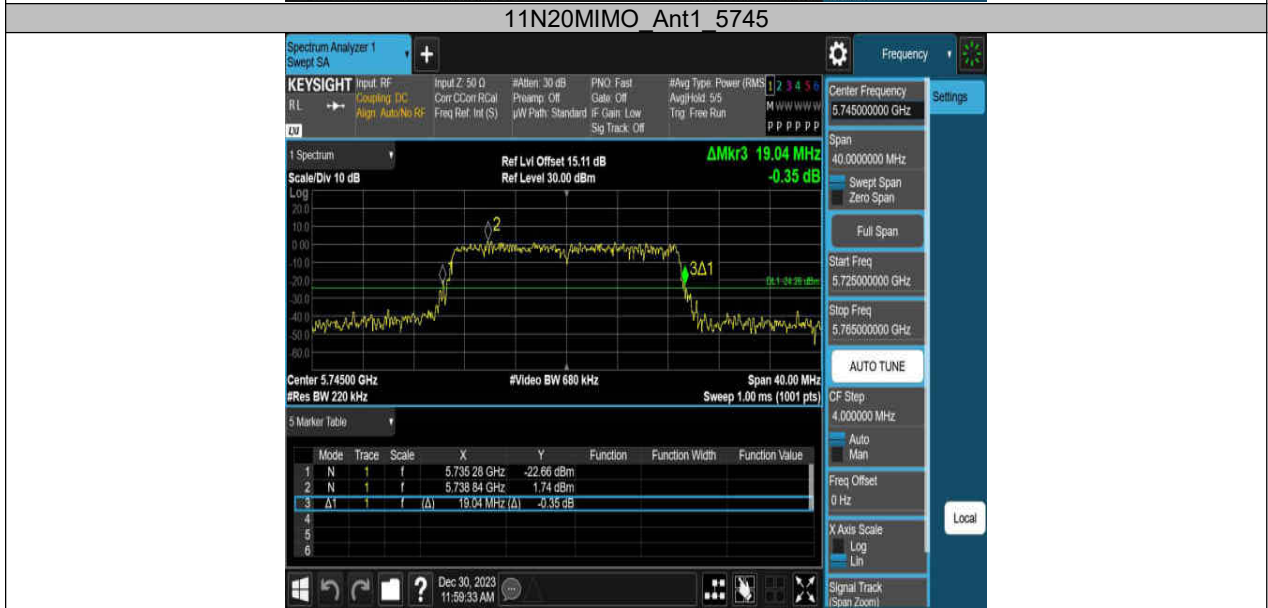 11N20MIMO_Ant1_5745
Spectrum Analyzer 1
Swept SA
+
Frequency
KEYSIGHT
RL
Input: RF
Coupling: DC
Align: Auto/No RF
Input Z: 50 Ω
Corr CCorr RCal
Freq Ref: Int (S)
#Atten: 30 dB
Preamp: Off
µW Path: Standard
PNO: Fast
Gate: Off
IF Gain: Low
Sig Track: Off
#Avg Type: Power (RMS
Avg|Hold: 5/5
Trig: Free Run
1 2 3 4 5 6
M W W W W W
P P P P P P
Center Frequency
5.745000000 GHz
Settings
1 Spectrum
Scale/Div 10 dB
Ref Lvl Offset 15.11 dB
Ref Level 30.00 dBm
ΔMkr3 19.04 MHz
-0.35 dB
Span
40.0000000 MHz
Swept Span
Zero Span
Full Span
Start Freq
5.725000000 GHz
Stop Freq
5.765000000 GHz
AUTO TUNE
CF Step
4.000000 MHz
Auto
Man
Freq Offset
0 Hz
X Axis Scale
Log
Lin
Signal Track
(Span Zoom)
Local
Log
20.0
10.0
0.00
-10.0
-20.0
-30.0
-40.0
-50.0
-60.0
2
1
3Δ1
Center 5.74500 GHz
#Res BW 220 kHz
#Video BW 680 kHz
Span 40.00 MHz
Sweep 1.00 ms (1001 pts)
5 Marker Table
Mode Trace Scale X Y Function Function Width Function Value
1 N 1 f 5.735 28 GHz -22.66 dBm
2 N 1 f 5.738 84 GHz 1.74 dBm
3 Δ1 1 f (Δ) 19.04 MHz (Δ) -0.35 dB
4
5
6
?
Dec 30, 2023
11:59:33 AM